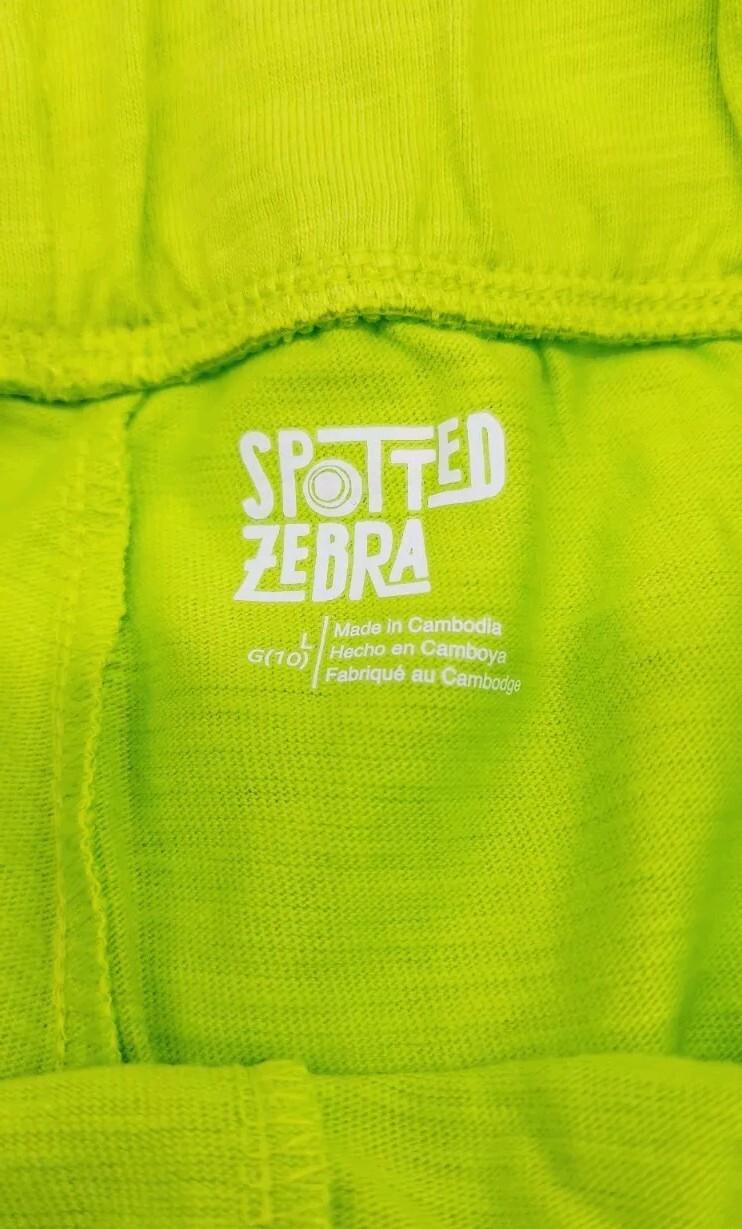 SPOTTED
ZEBRA
L
G(10)
Made in Cambodia
Hecho en Camboya
Fabriqué au Cambodge